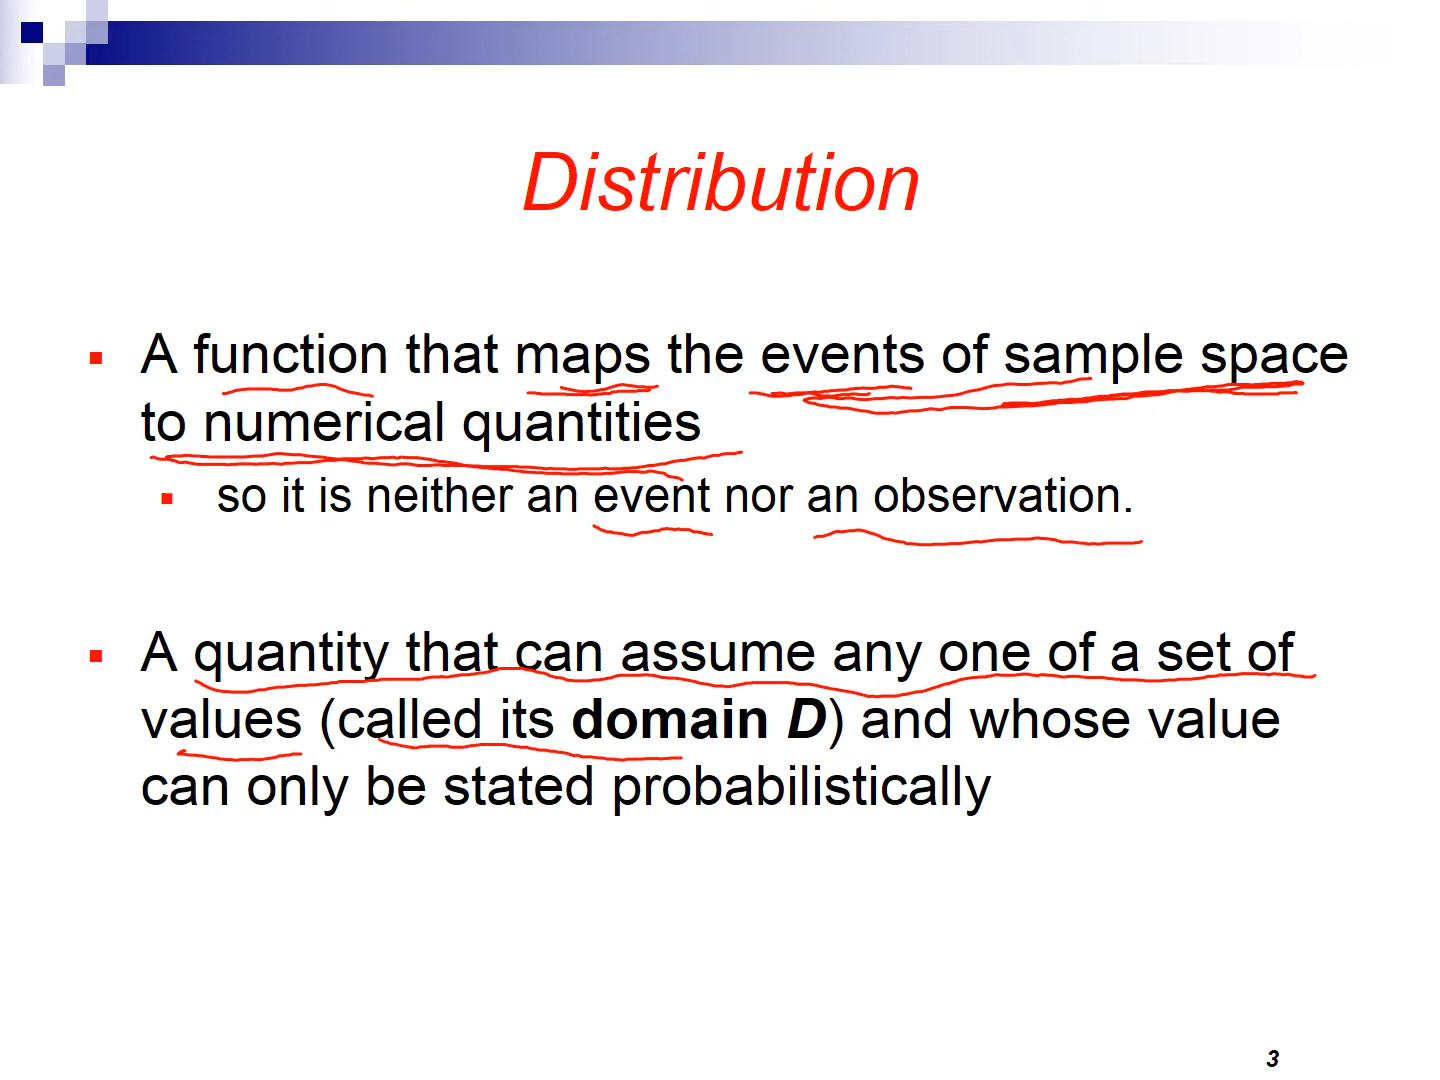 Distribution
A function that maps the events of sample space
to numerical quantities
so it is neither an event nor an observation.
A quantity that can assume any one of a set of
values (called its domain D) and whose value
can only be stated probabilistically
3